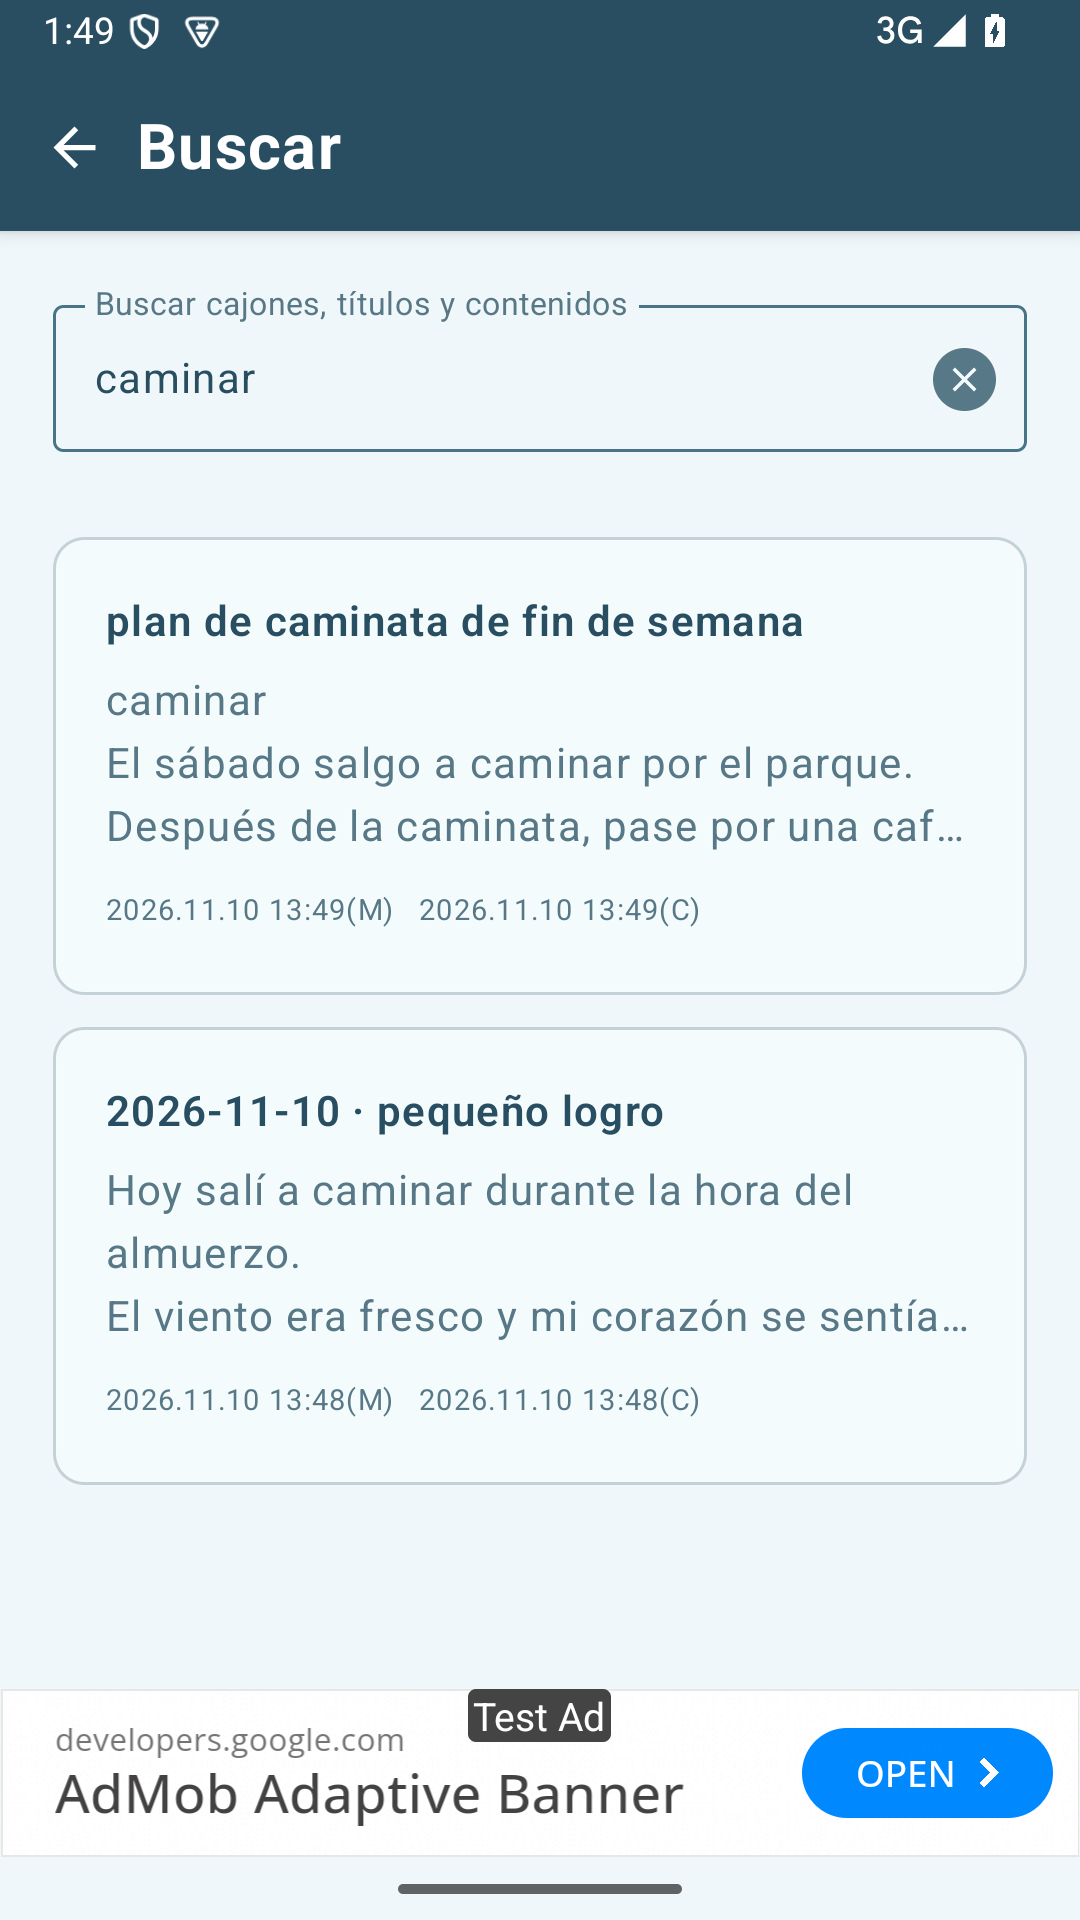 1:49
3G
Buscar
Buscar cajones, títulos y contenidos
caminar
plan de caminata de fin de semana
caminar
El sábado salgo a caminar por el parque.
Después de la caminata, pase por una caf…
2026.11.10 13:49(M) 2026.11.10 13:49(C)
2026-11-10 · pequeño logro
Hoy salí a caminar durante la hora del
almuerzo.
El viento era fresco y mi corazón se sentía…
2026.11.10 13:48(M) 2026.11.10 13:48(C)
Test Ad
developers.google.com
AdMob Adaptive Banner
OPEN